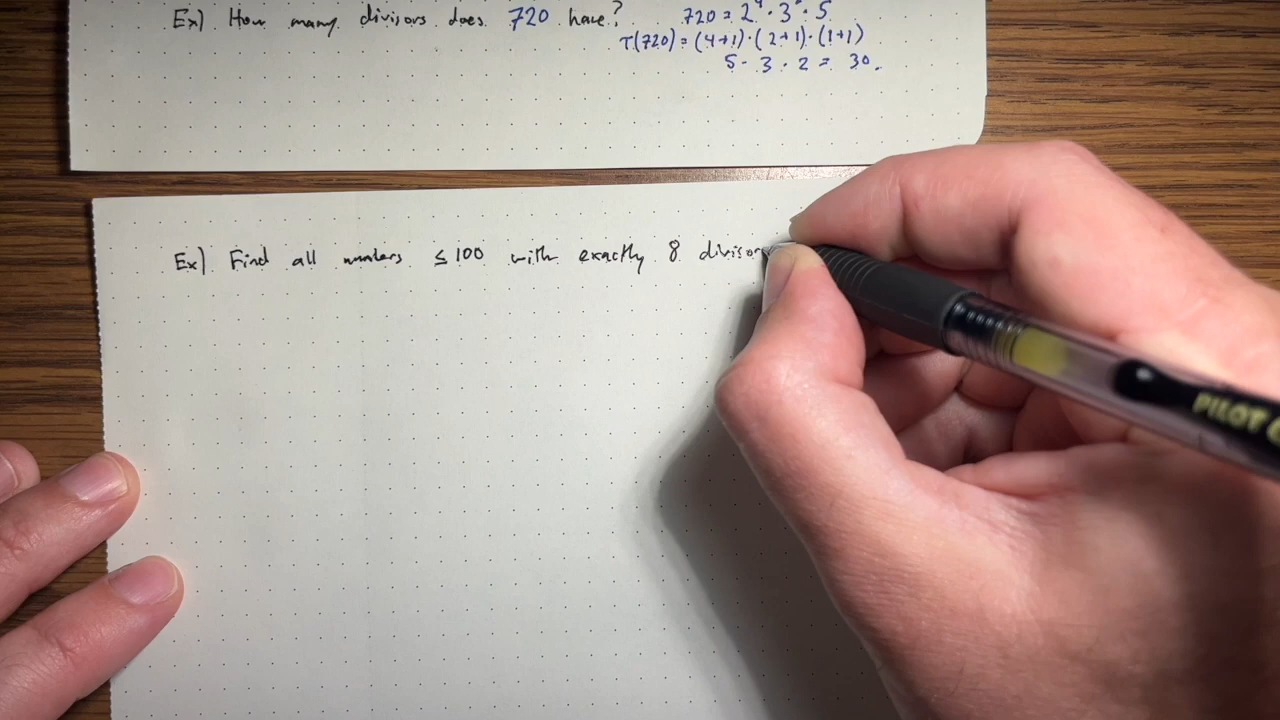 Ex) How many divisors does 720 have? 720 = 2⁴ · 3² · 5
τ(720) = (4+1) · (2+1) · (1+1)
5 · 3 · 2 = 30.
Ex) Find all numbers ≤ 100 with exactly 8 divisors
PILOT G